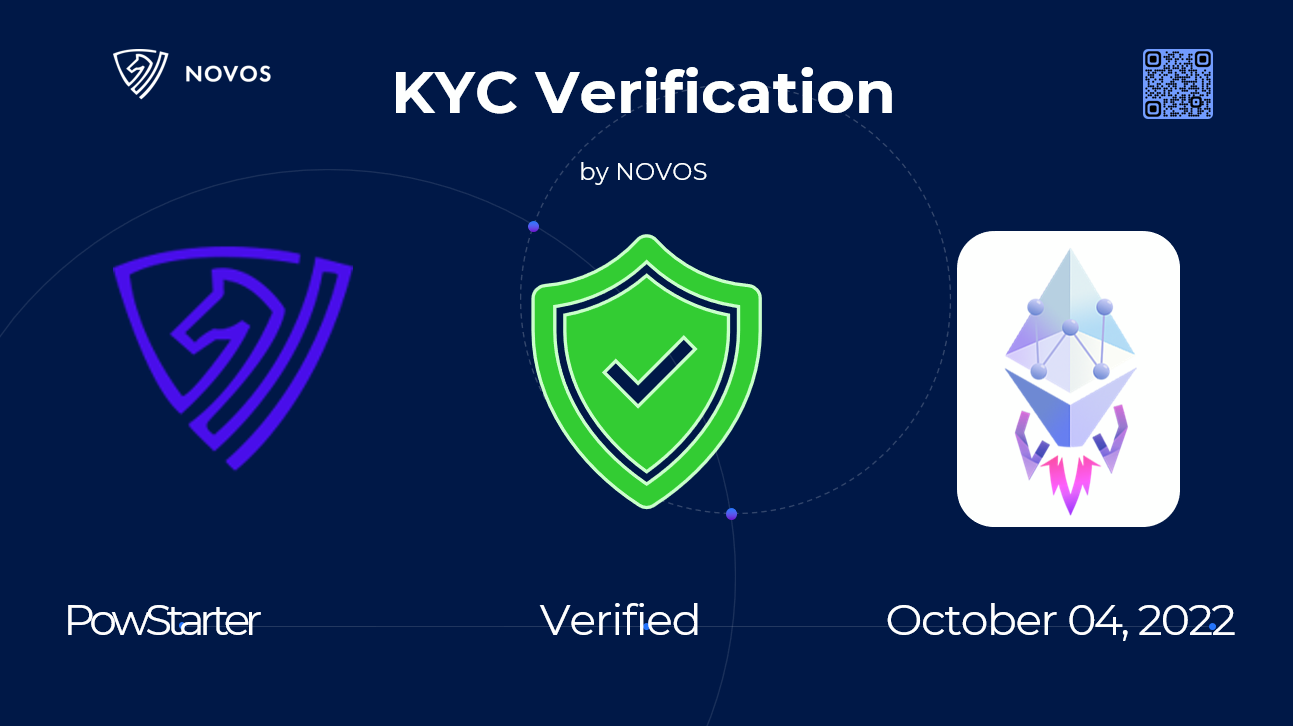 NOVOS
KYC Verification
by NOVOS
PowStarter
Verified
October 04, 2022